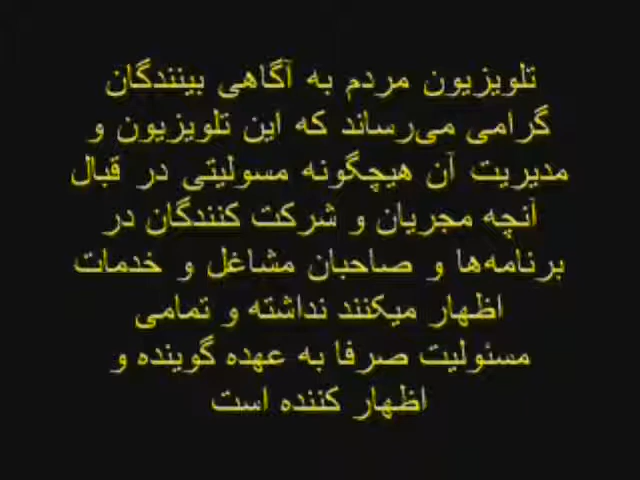 تلویزیون مردم به آگاهی بینندگان
گرامی می‌رساند که این تلویزیون و
مدیریت آن هیچگونه مسولیتی در قبال
آنچه مجریان و شرکت کنندگان در
برنامه‌ها و صاحبان مشاغل و خدمات
اظهار میکنند نداشته و تمامی
مسئولیت صرفا به عهده گوینده و
اظهار کننده است